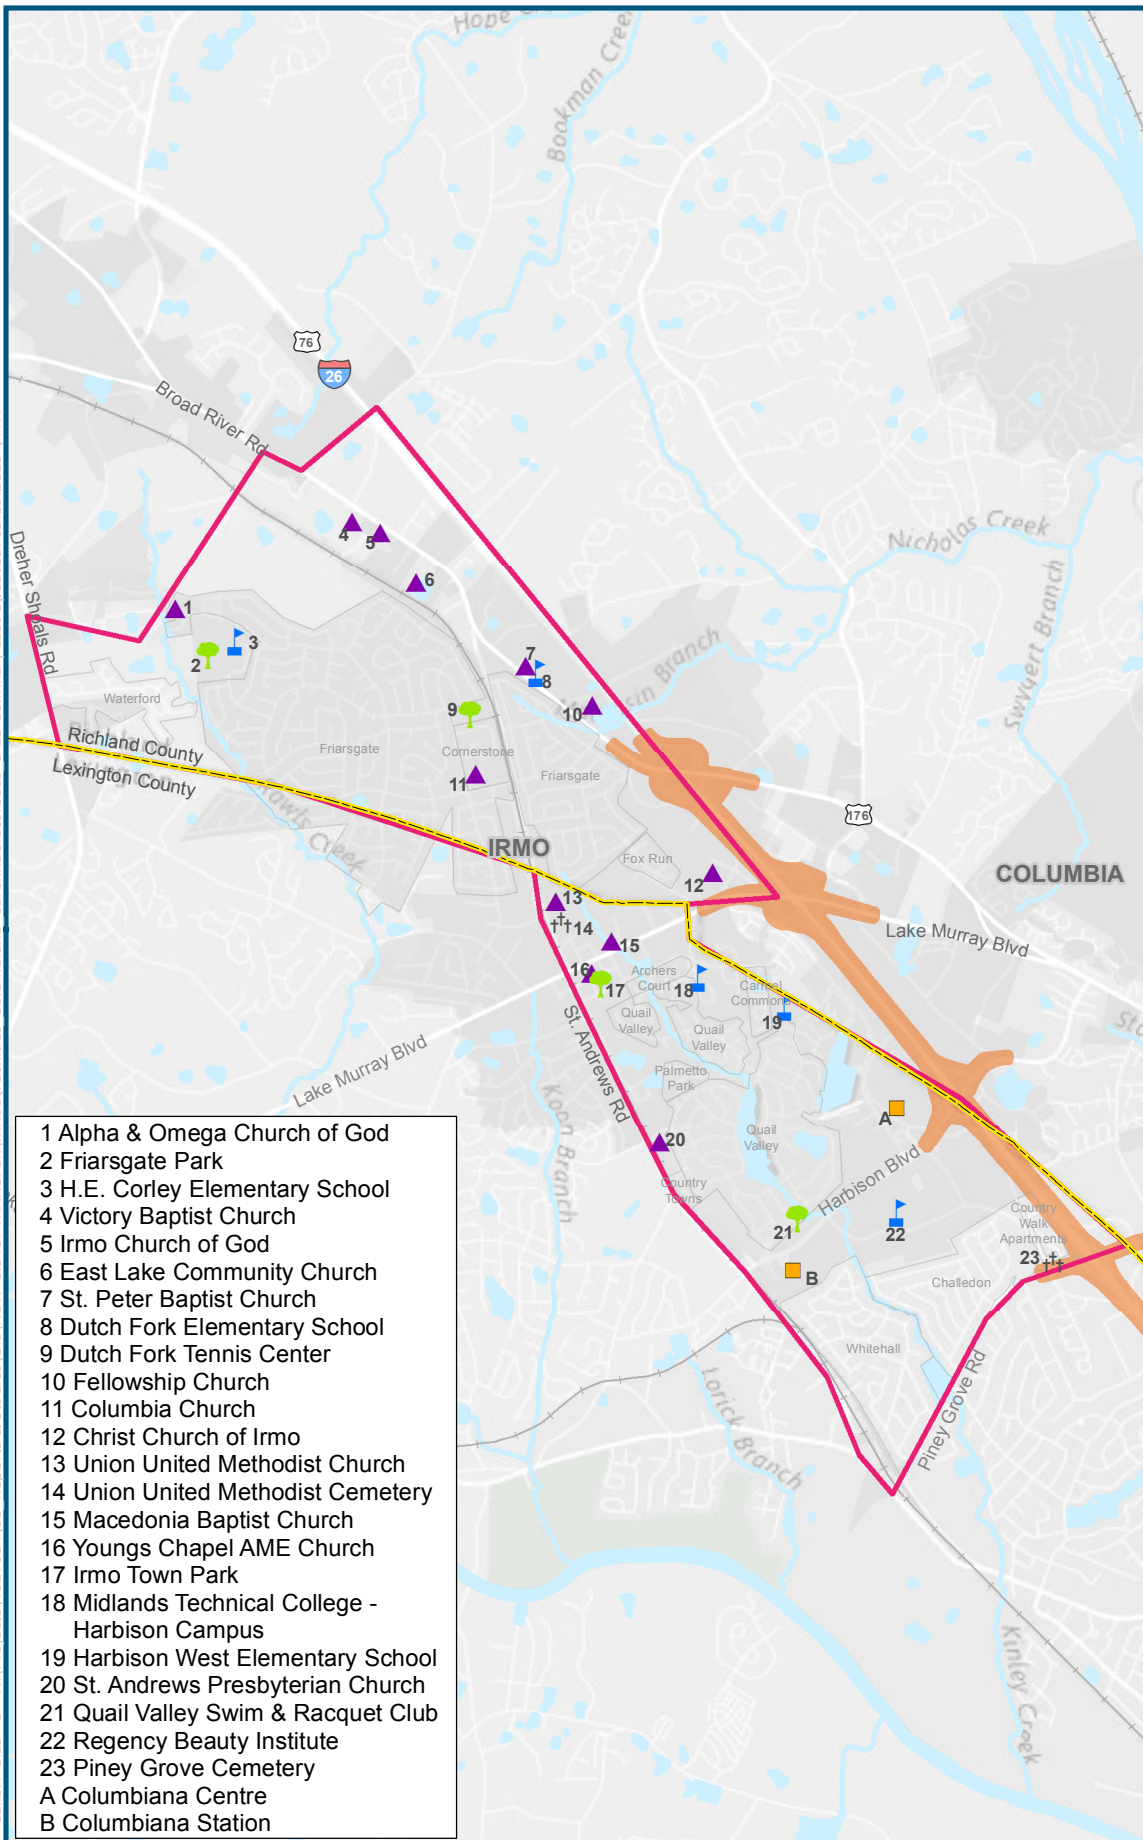 Hope Creek
Bookman Creek
76
26
Broad River Rd
Nicholas Creek
Dreher Shoals Rd
4
5
6
Swygert Branch
1
3
2
7
8
Waterford
9
10
Richland County
Friarsgate
Cornerstone
Lexington County
Friarsgate
11
Rawls Creek
176
IRMO
Fox Run
COLUMBIA
12
13
14
Lake Murray Blvd
15
16
Archers
Court
17
18
Carmel
Commons
19
Quail
Valley
Quail
Valley
St. Andrews Rd
Lake Murray Blvd
Palmetto
Park
Koon Branch
A
Quail
Valley
20
Harbison Blvd
Country
Towns
21
22
Country
Walk
Apartments
23
B
Challedon
Whitehall
Piney Grove Rd
Lorick Branch
Kinley Creek
1 Alpha & Omega Church of God
2 Friarsgate Park
3 H.E. Corley Elementary School
4 Victory Baptist Church
5 Irmo Church of God
6 East Lake Community Church
7 St. Peter Baptist Church
8 Dutch Fork Elementary School
9 Dutch Fork Tennis Center
10 Fellowship Church
11 Columbia Church
12 Christ Church of Irmo
13 Union United Methodist Church
14 Union United Methodist Cemetery
15 Macedonia Baptist Church
16 Youngs Chapel AME Church
17 Irmo Town Park
18 Midlands Technical College -
Harbison Campus
19 Harbison West Elementary School
20 St. Andrews Presbyterian Church
21 Quail Valley Swim & Racquet Club
22 Regency Beauty Institute
23 Piney Grove Cemetery
A Columbiana Centre
B Columbiana Station